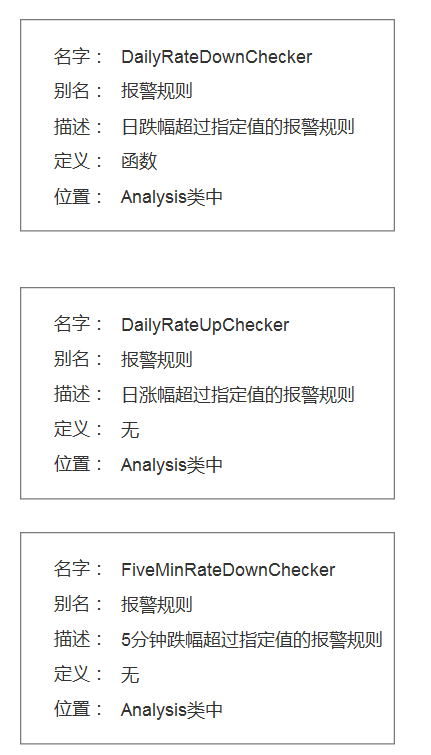 名字： DailyRateDownChecker
别名： 报警规则
描述： 日跌幅超过指定值的报警规则
定义： 函数
位置： Analysis类中
名字： DailyRateUpChecker
别名： 报警规则
描述： 日涨幅超过指定值的报警规则
定义： 无
位置： Analysis类中
名字： FiveMinRateDownChecker
别名： 报警规则
描述： 5分钟跌幅超过指定值的报警规则
定义： 无
位置： Analysis类中